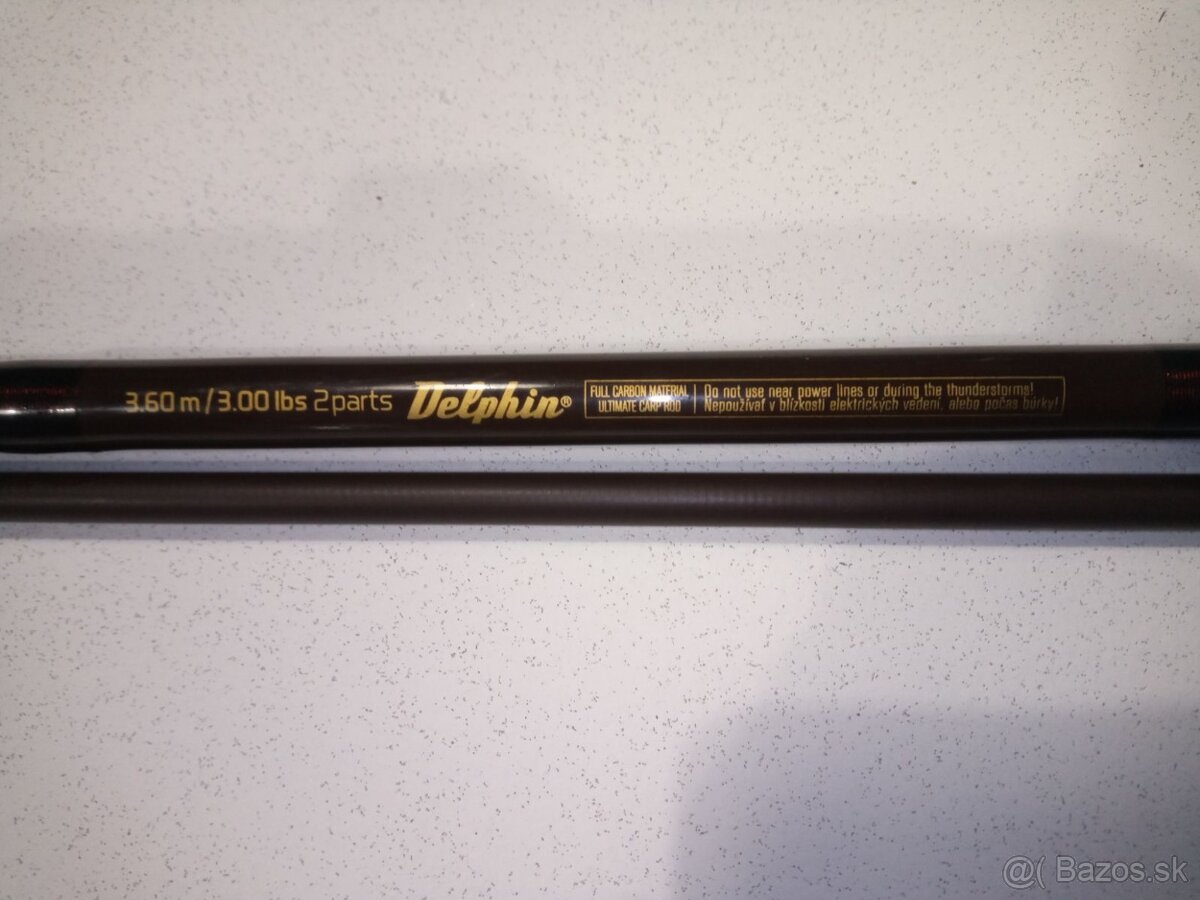 3.60 m/3.00 lbs 2parts Delphin®
FULL CARBON MATERIAL
ULTIMATE CARP ROD
Do not use near power lines or during the thunderstorms!
Nepoužívať v blízkosti elektrických vedení, alebo počas búrky!
@( Bazos.sk